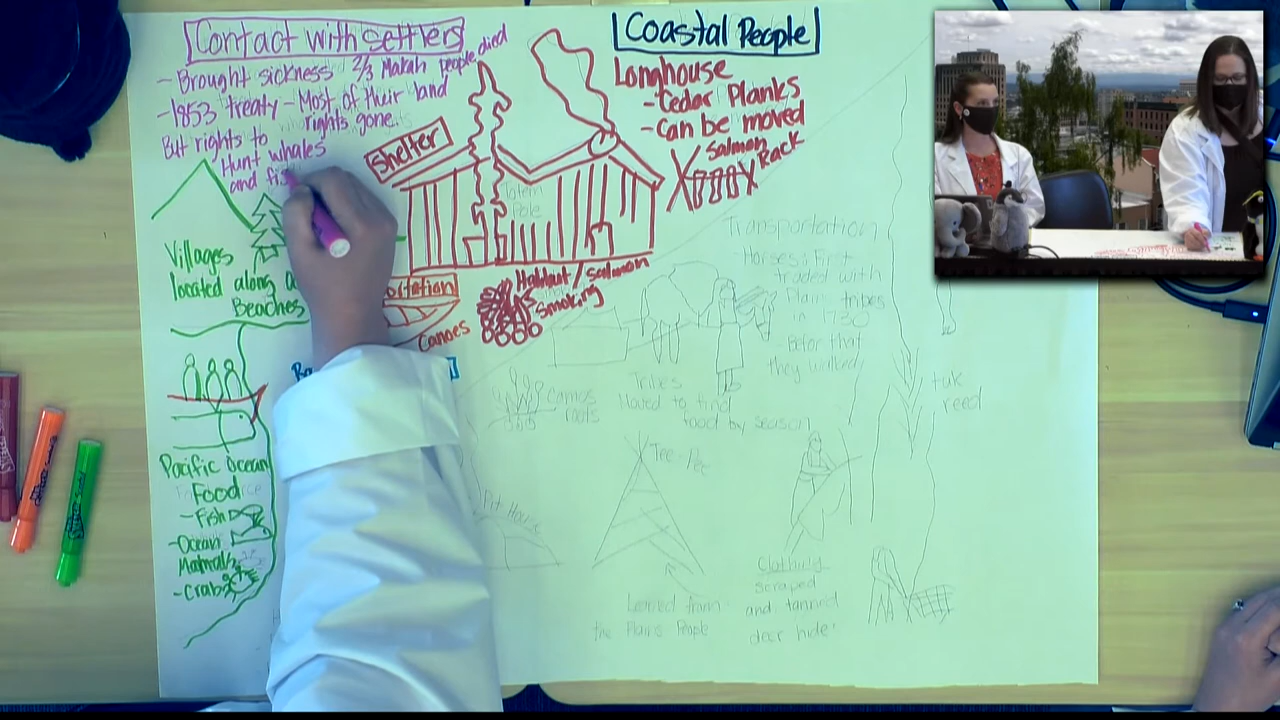 Contact with settlers
- Brought sickness 2/3 Makah people died
- 1853 treaty - Most of their land
rights gone.
But rights to
Hunt whales
and fis
Coastal People
Longhouse
- Cedar Planks
- Can be moved
Salmon
Rack
Shelter
Totem
Pole
Villages
located along
Beaches
Halibut / Salmon
Smoking
Canoes
Pacific Ocean
Food
- Fish
- Ocean
Mammals
- Crabs
Transportation
Horses First
traded with
Plain tribes
in 1730
- Befor that
they walked
Camas
roots
Tribes
Moved to find
food by season
tule
reed
Tee-Pee
Pit House
Learned from
the Plains People
Clothing
scraped
and tanned
deer hide